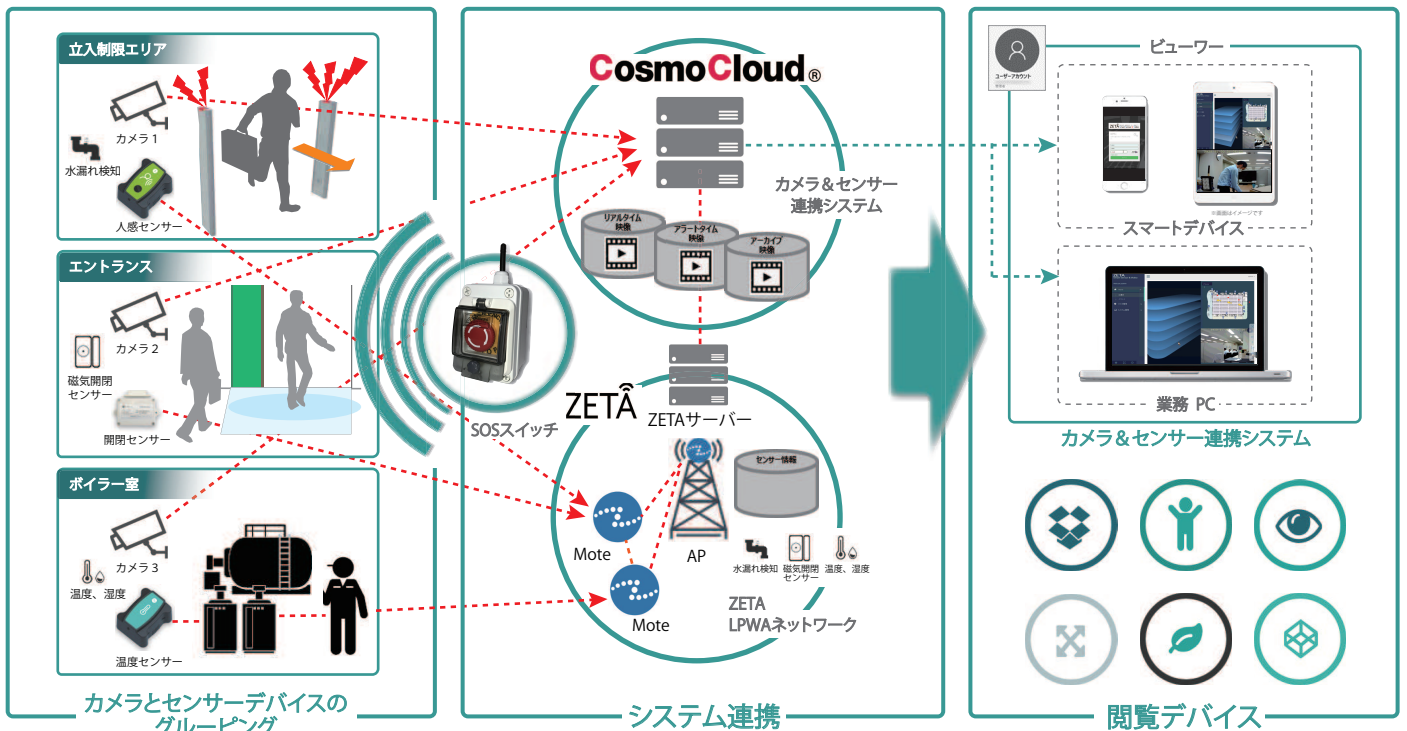 立入制限エリア
カメラ 1
水漏れ検知
人感センサー
エントランス
カメラ 2
磁気開閉
センサー
開閉センサー
ボイラー室
カメラ 3
温度、湿度
温度センサー
カメラとセンサーデバイスの
グルーピング
CosmoCloud®
カメラ＆センサー
連携システム
リアルタイム
映像
アラートタイム
映像
アーカイブ
映像
SOSスイッチ
ZETA
ZETAサーバー
センサー情報
Mote
AP
Mote
水漏れ検知
磁気開閉
センサー
温度、湿度
ZETA
LPWAネットワーク
システム連携
ユーザーアカウント
ビューワー
ZETA
※画面はイメージです
スマートデバイス
業務 PC
カメラ＆センサー連携システム
閲覧デバイス